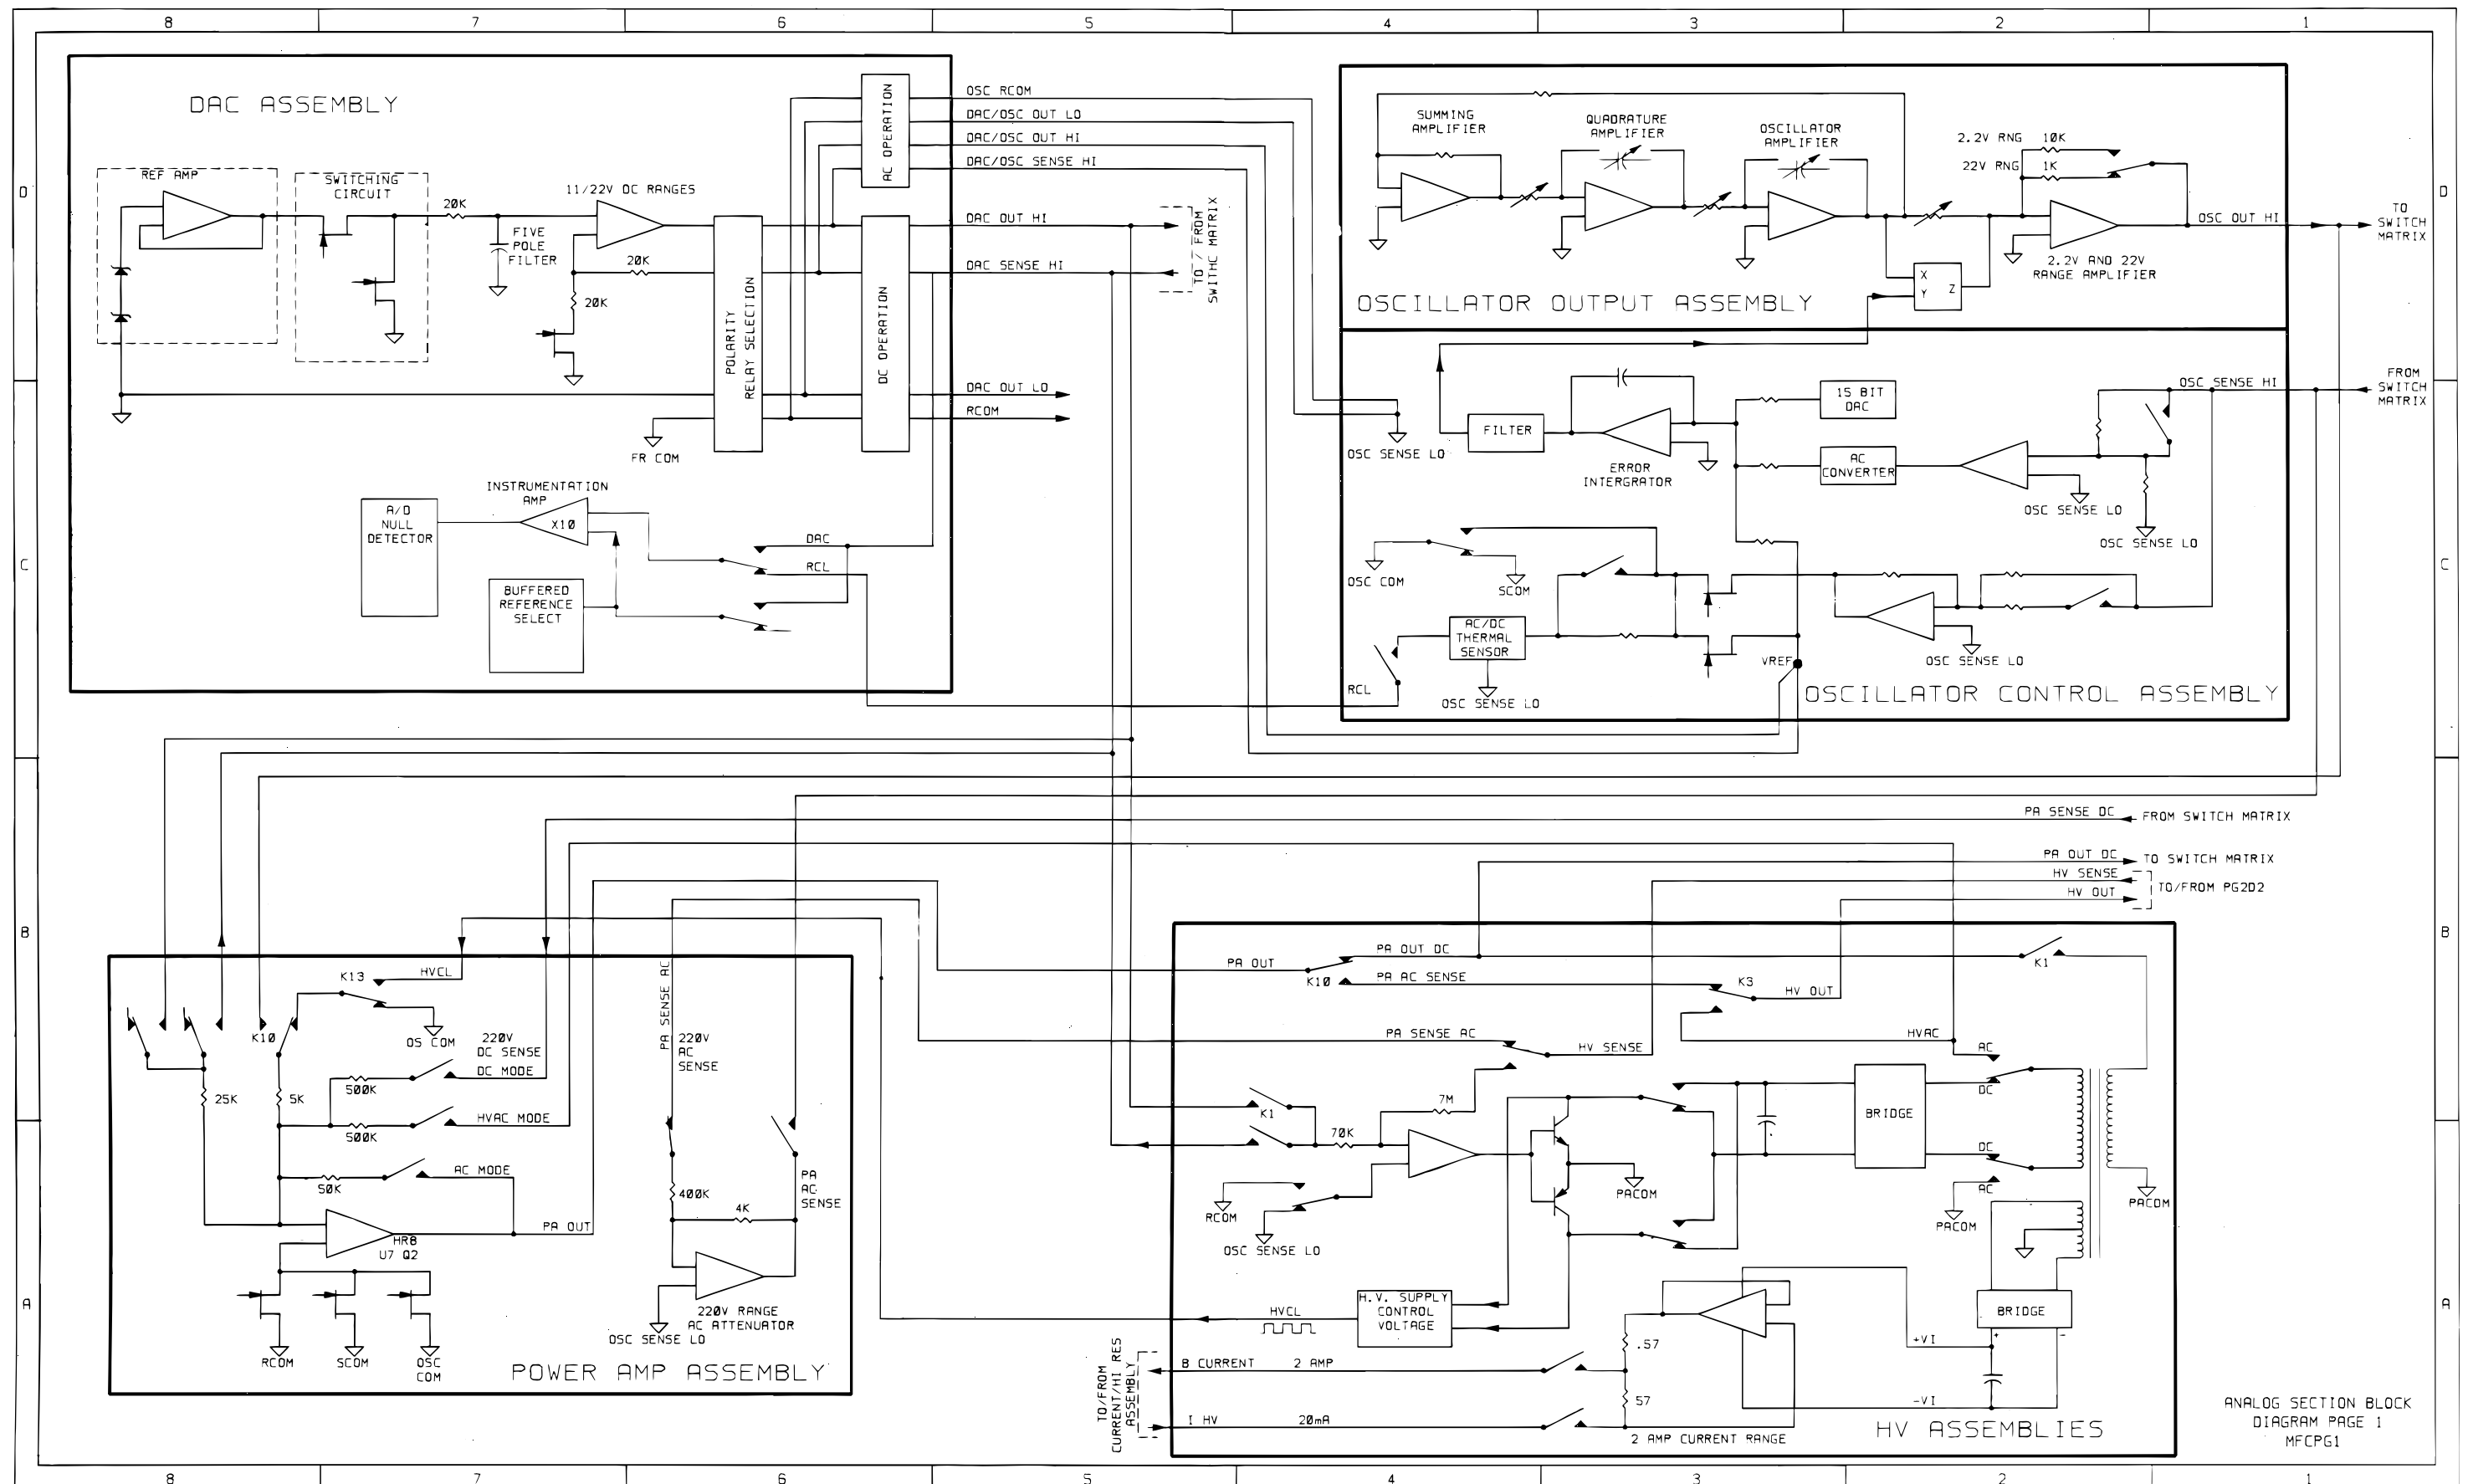 8 7 6 5 4 3 2 1
D
C
B
A
DAC ASSEMBLY
REF AMP
SWITCHING
CIRCUIT
20K
FIVE
POLE
FILTER
11/22V DC RANGES
20K
20K
POLARITY
RELAY SELECTION
AC OPERATION
DC OPERATION
FR COM
INSTRUMENTATION
AMP
X10
A/D
NULL
DETECTOR
BUFFERED
REFERENCE
SELECT
DAC
RCL
OSC RCOM
DAC/OSC OUT LO
DAC/OSC OUT HI
DAC/OSC SENSE HI
DAC OUT HI
DAC SENSE HI
TO / FROM
SWITHC MATRIX
DAC OUT LO
RCOM
SUMMING
AMPLIFIER
QUADRATURE
AMPLIFIER
OSCILLATOR
AMPLIFIER
2.2V RNG 10K
22V RNG 1K
2.2V AND 22V
RANGE AMPLIFIER
X
Y
Z
OSC OUT HI
TO
SWITCH
MATRIX
OSCILLATOR OUTPUT ASSEMBLY
OSC SENSE HI
FROM
SWITCH
MATRIX
15 BIT
DAC
FILTER
AC
CONVERTER
ERROR
INTERGRATOR
OSC SENSE LO
OSC SENSE LO
OSC SENSE LO
OSC COM
SCOM
AC/DC
THERMAL
SENSOR
OSC SENSE LO
RCL
OSC SENSE LO
VREF
OSCILLATOR CONTROL ASSEMBLY
PA SENSE DC
FROM SWITCH MATRIX
PA OUT DC
TO SWITCH MATRIX
HV SENSE
HV OUT
TO/FROM PG2D2
K13
HVCL
K10
OS COM
220V
DC SENSE
DC MODE
500K
25K
5K
HVAC MODE
500K
AC MODE
50K
PA OUT
HR8
U7 Q2
RCOM
SCOM
OSC
COM
PA SENSE AC
220V
AC
SENSE
400K
4K
PA
AC
SENSE
220V RANGE
AC ATTENUATOR
OSC SENSE LO
POWER AMP ASSEMBLY
PA OUT
PA OUT DC
K10
PA AC SENSE
K3
HV OUT
K1
PA SENSE AC
HV SENSE
HVAC
AC
DC
DC
AC
K1
70K
7M
RCOM
OSC SENSE LO
PACOM
BRIDGE
PACOM
PACOM
H.V. SUPPLY
CONTROL
VOLTAGE
HVCL
BRIDGE
+
-
+VI
-VI
.57
57
B CURRENT 2 AMP
I HV 20mA
2 AMP CURRENT RANGE
TO/FROM
CURRENT/HI RES
ASSEMBLY
HV ASSEMBLIES
ANALOG SECTION BLOCK
DIAGRAM PAGE 1
MFCPG1
8 7 6 5 4 3 2 1